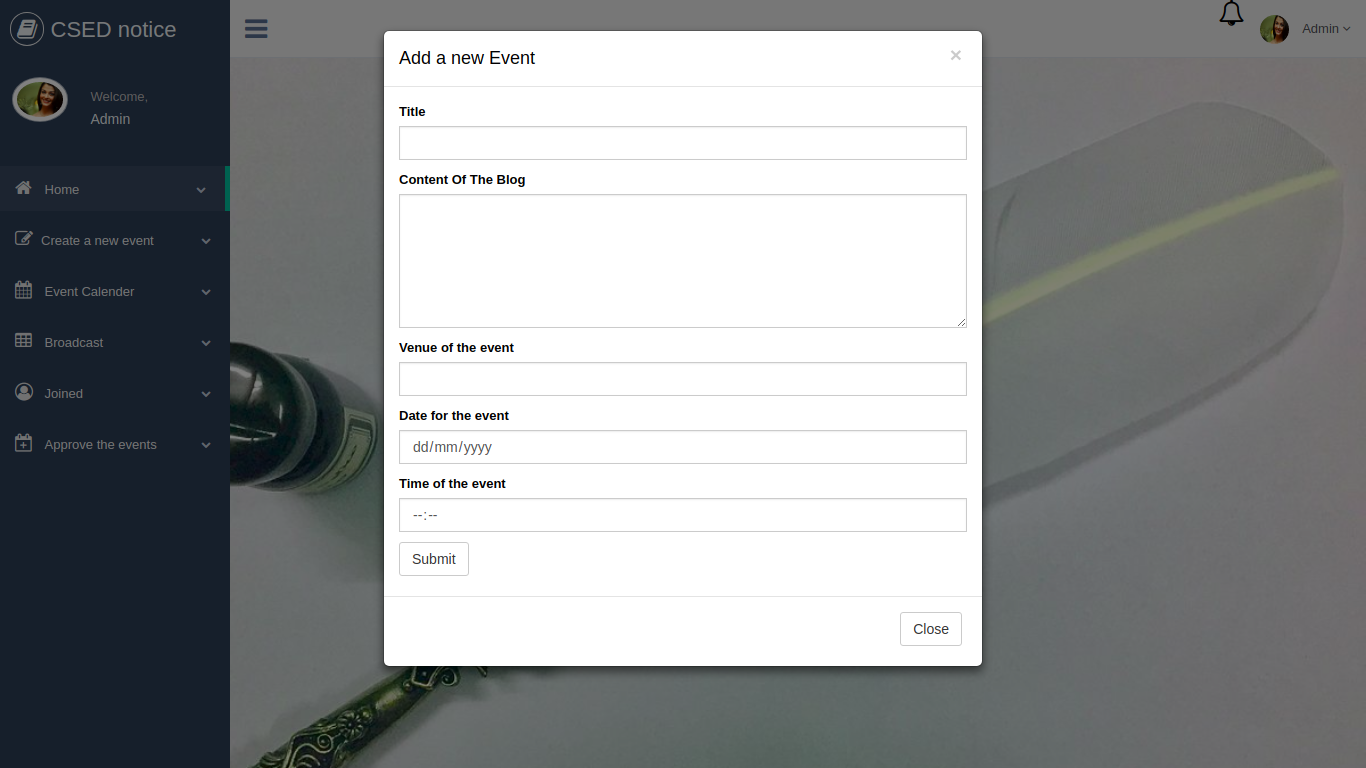 CSED notice
Admin
Welcome,
Admin
Home
Create a new event
Event Calender
Broadcast
Joined
Approve the events
Add a new Event
×
Title
Content Of The Blog
Venue of the event
Date for the event
dd/mm/yyyy
Time of the event
--:--
Submit
Close